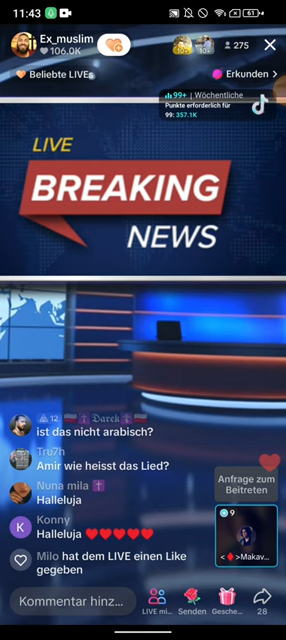 11:43
61
Ex_muslim
106.0K
275
Beliebte LIVEs
Erkunden >
99+ | Wöchentliche
Punkte erforderlich für
99: 357.1K
LIVE
BREAKING
NEWS
12 🇵🇱✝️𝕯𝖆𝖗𝖊𝖐✝️🇵🇱
ist das nicht arabisch?
Tru7h
Amir wie heisst das Lied?
Nuna mila ✝️
Halleluja
K
Konny
Halleluja ❤️❤️❤️❤️❤️
Milo hat dem LIVE einen Like
gegeben
Anfrage zum
Beitreten
9
<♦️>Makav...
Kommentar hinz...
LIVE mi...
Senden
Gesche...
28